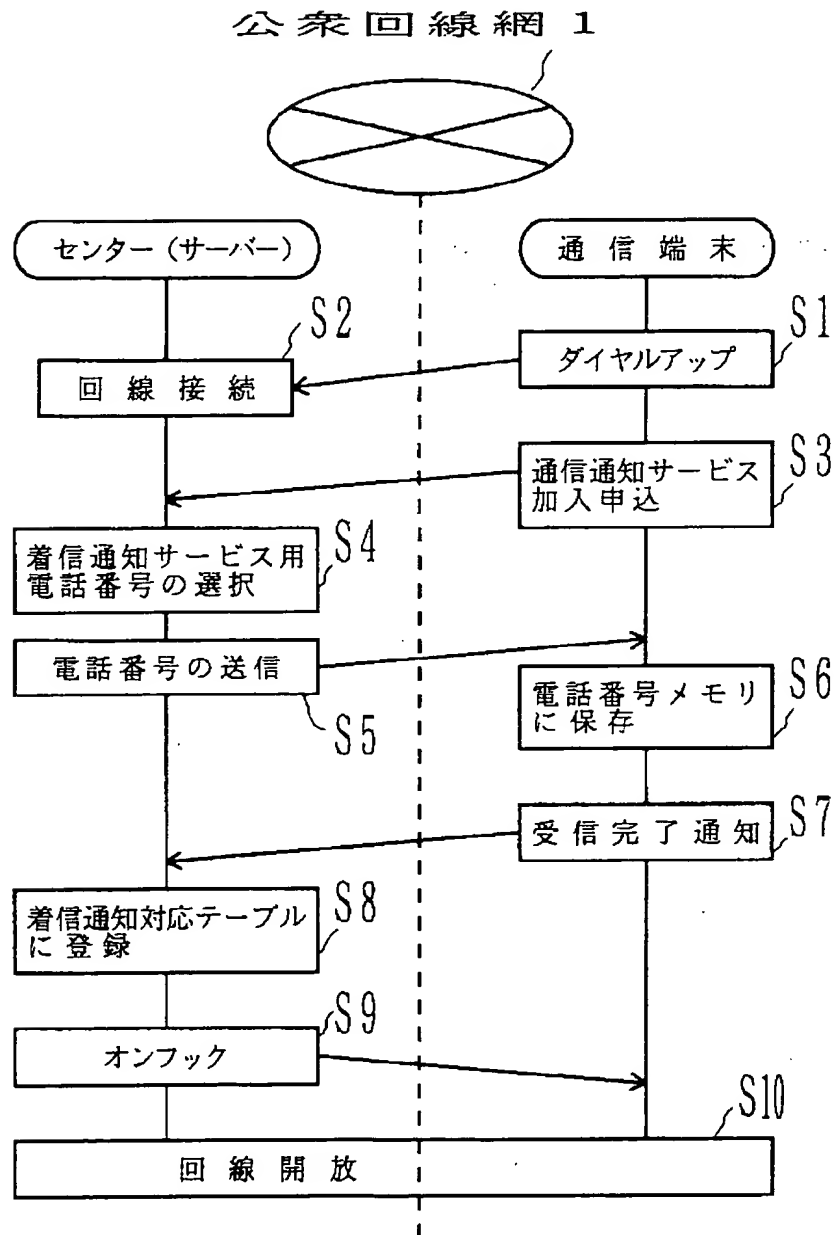 公衆回線網 1
センター（サーバー）
通信端末
S1
ダイヤルアップ
S2
回線接続
S3
通信通知サービス
加入申込
S4
着信通知サービス用
電話番号の選択
電話番号の送信
S5
S6
電話番号メモリ
に保存
S7
受信完了通知
S8
着信通知対応テーブル
に登録
S9
オンフック
S10
回線開放